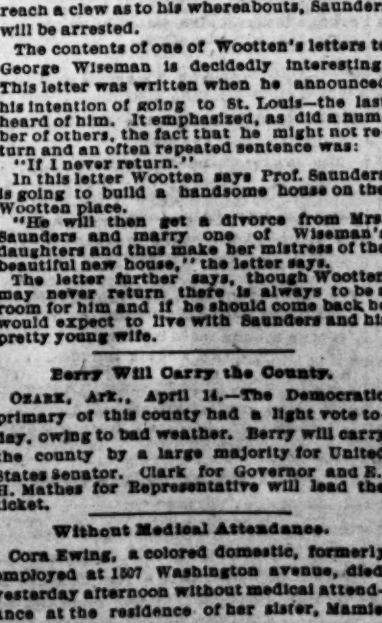 reach a clew as to his whereabouts, Saunder
will be arrested.
The contents of one of Wootten's letters t
George Wiseman is decidedly interesting
This letter was written when he announced
his intention of going to St. Louis—the last
heard of him. It emphasized, as did a num
ber of others, the fact that he might not re
turn and an often repeated sentence was:
"If I never return."
In this letter Wootten says Prof. Saunders
is going to build a handsome house on the
Wootten place.
"He will then get a divorce from Mrs
Saunders and marry one of Wiseman's
daughters and thus make her mistress of the
beautiful new house," the letter says.
The letter further says, though Wootten
may never return there is always to be a
room for him and if he should come back he
would expect to live with Saunders and his
pretty young wife.
Berry Will Carry the County.
OZARK, Ark., April 14.—The Democratic
primary of this county had a light vote to-
day, owing to bad weather. Berry will carry
the county by a large majority for United
States Senator. Clark for Governor and E.
H. Mathes for Representative will lead the
ticket.
Without Medical Attendance.
Cora Ewing, a colored domestic, formerly
employed at 1507 Washington avenue, died
yesterday afternoon without medical attend-
ance at the residence of her sister, Mamie